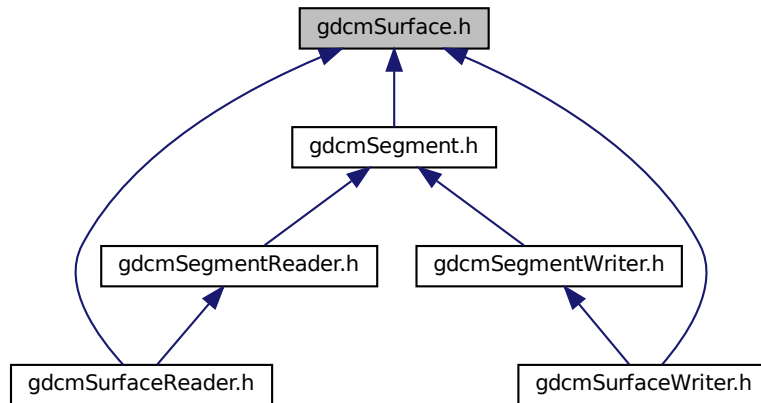 gdcmSurface.h
gdcmSegment.h
gdcmSegmentReader.h
gdcmSegmentWriter.h
gdcmSurfaceReader.h
gdcmSurfaceWriter.h